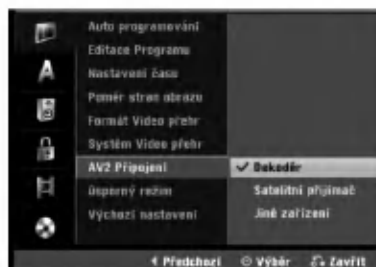 Auto programování
Editace Programu
Nastavení času
Poměr stran obrazu
Formát Video přehr
Systém Video přehr
AV2 Připojení
✓ Dekodér
Úsporný režim
Satelitní přijímač
Výchozí nastavení
Jiné zařízení
Předchozí
Výběr
Zavřít